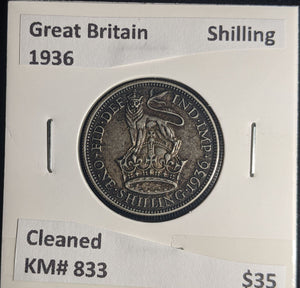 Great Britain Shilling
1936
FID·DEF IND·IMP
·ONE·SHILLING·1936·
Cleaned
KM# 833
$35